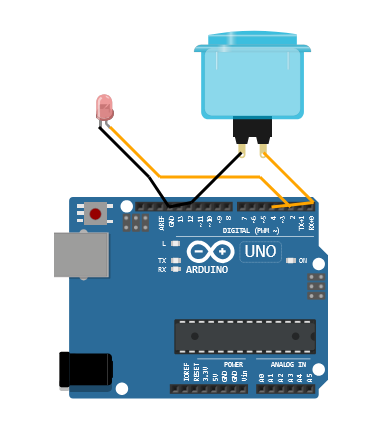 AREF
GND
13
12
~11
~10
~9
8
7
~6
~5
4
~3
2
TX→1
RX←0
DIGITAL (PWM ~)
L
TX
RX
ARDUINO
UNO
ON
POWER
ANALOG IN
IOREF
RESET
3.3V
5V
GND
GND
Vin
A0
A1
A2
A3
A4
A5